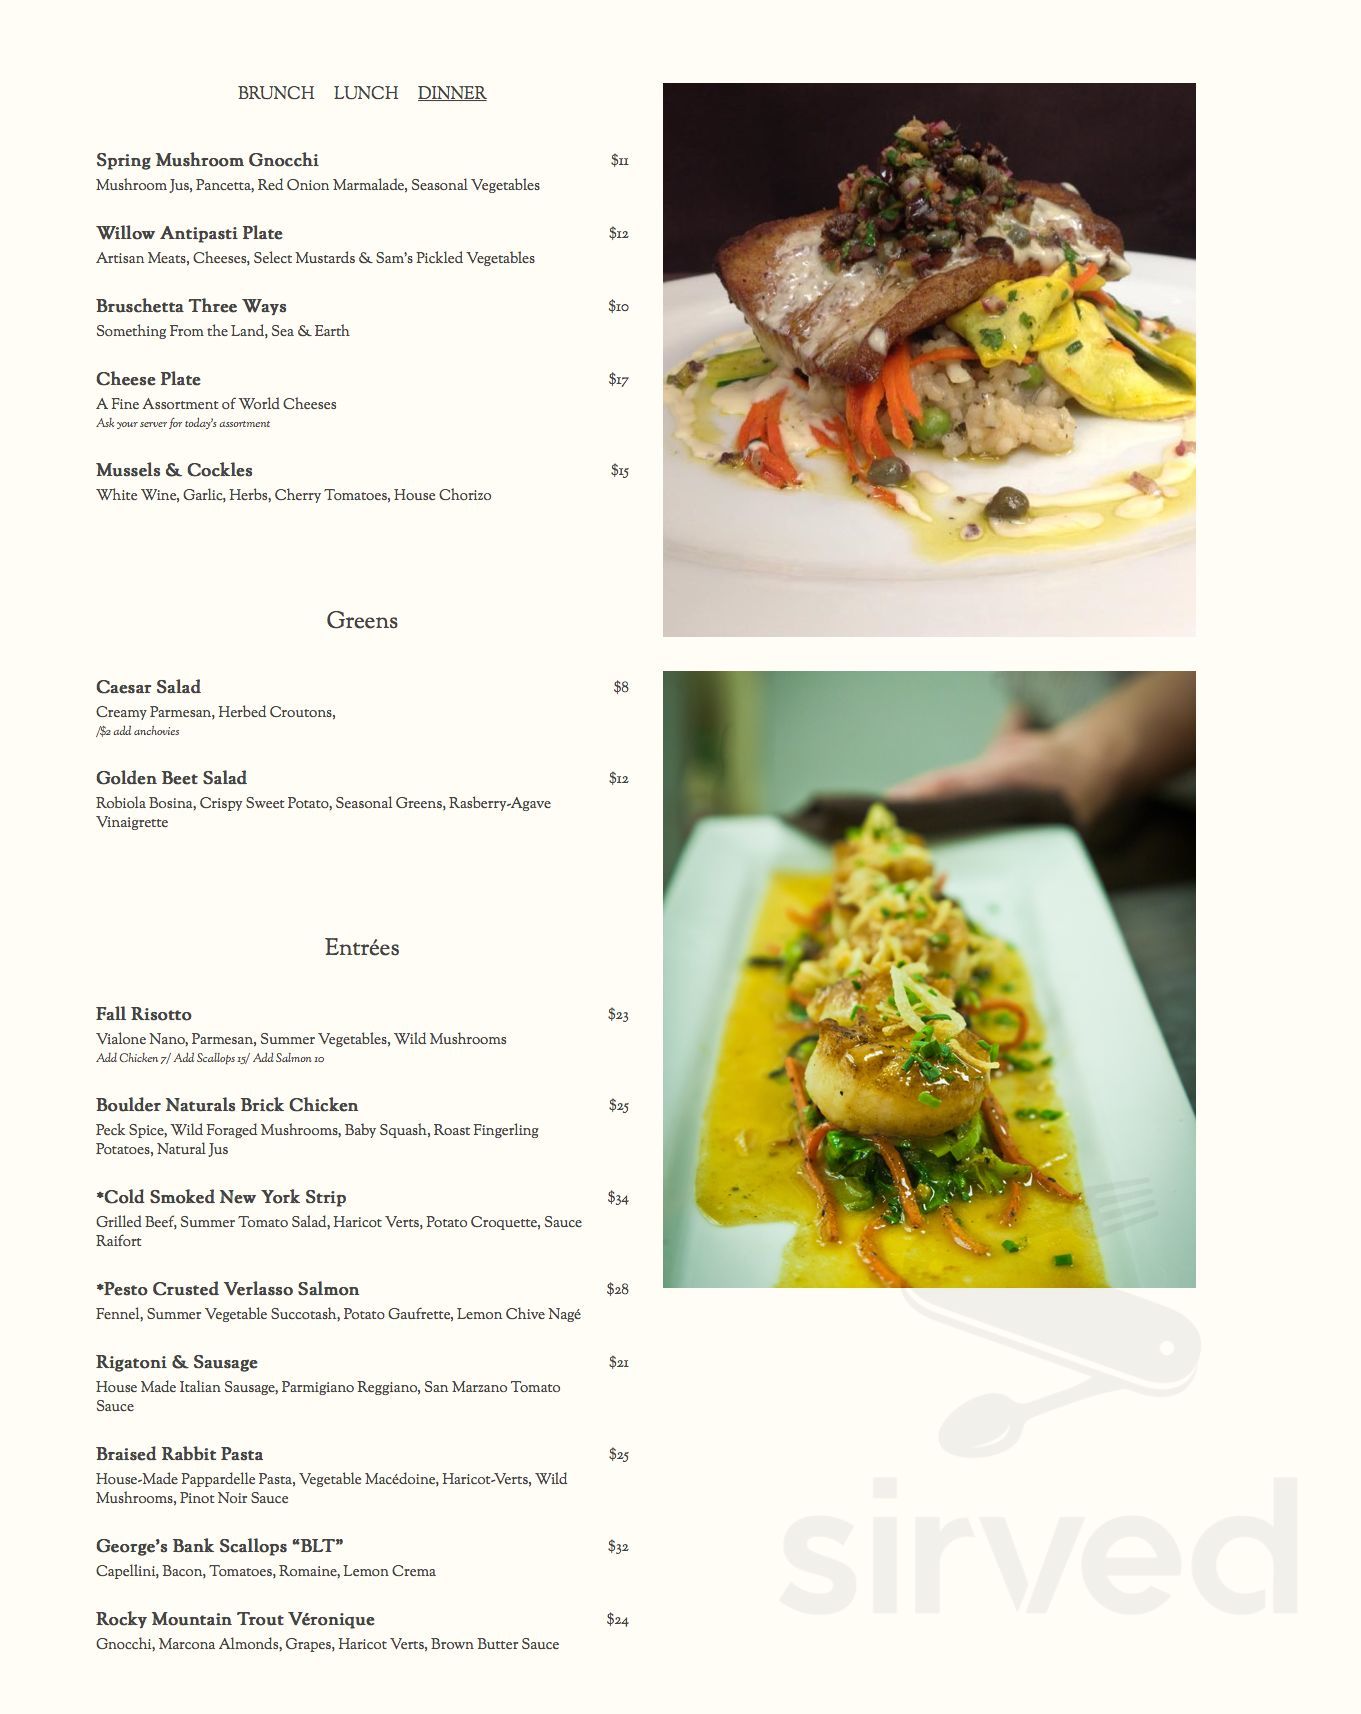 BRUNCH LUNCH DINNER
Spring Mushroom Gnocchi $11
Mushroom Jus, Pancetta, Red Onion Marmalade, Seasonal Vegetables
Willow Antipasti Plate $12
Artisan Meats, Cheeses, Select Mustards & Sam's Pickled Vegetables
Bruschetta Three Ways $10
Something From the Land, Sea & Earth
Cheese Plate $17
A Fine Assortment of World Cheeses
Ask your server for today's assortment
Mussels & Cockles $15
White Wine, Garlic, Herbs, Cherry Tomatoes, House Chorizo
Greens
Caesar Salad $8
Creamy Parmesan, Herbed Croutons,
/$2 add anchovies
Golden Beet Salad $12
Robiola Bosina, Crispy Sweet Potato, Seasonal Greens, Rasberry-Agave
Vinaigrette
Entrées
Fall Risotto $23
Vialone Nano, Parmesan, Summer Vegetables, Wild Mushrooms
Add Chicken 7/ Add Scallops 15/ Add Salmon 10
Boulder Naturals Brick Chicken $25
Peck Spice, Wild Foraged Mushrooms, Baby Squash, Roast Fingerling
Potatoes, Natural Jus
*Cold Smoked New York Strip $34
Grilled Beef, Summer Tomato Salad, Haricot Verts, Potato Croquette, Sauce
Raifort
*Pesto Crusted Verlasso Salmon $28
Fennel, Summer Vegetable Succotash, Potato Gaufrette, Lemon Chive Nagé
Rigatoni & Sausage $21
House Made Italian Sausage, Parmigiano Reggiano, San Marzano Tomato
Sauce
Braised Rabbit Pasta $25
House-Made Pappardelle Pasta, Vegetable Macédoine, Haricot-Verts, Wild
Mushrooms, Pinot Noir Sauce
George's Bank Scallops “BLT” $32
Capellini, Bacon, Tomatoes, Romaine, Lemon Crema
Rocky Mountain Trout Véronique $24
Gnocchi, Marcona Almonds, Grapes, Haricot Verts, Brown Butter Sauce
sirved